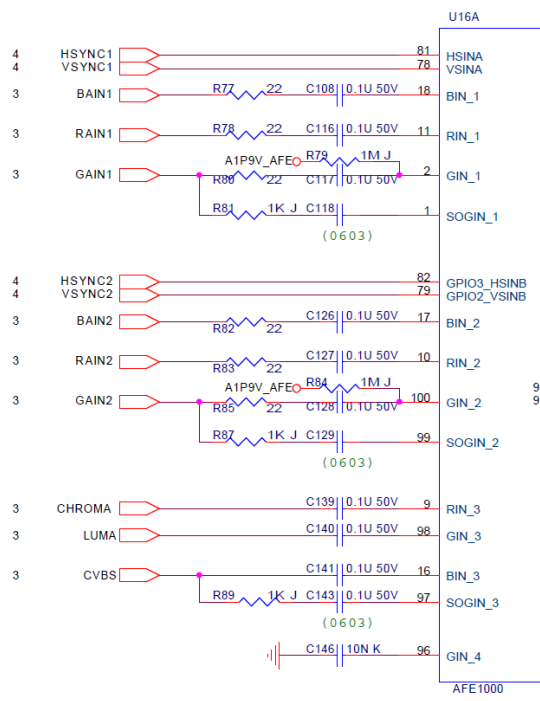 U16A
4 HSYNC1 81 HSINA
4 VSYNC1 78 VSINA
3 BAIN1 R77 22 C108 0.1U 50V 18 BIN_1
3 RAIN1 R78 22 C116 0.1U 50V 11 RIN_1
A1P9V_AFE R79 1M J
3 GAIN1 R80 22 C117 0.1U 50V 2 GIN_1
R81 1K J C118 1 SOGIN_1
(0603)
4 HSYNC2 82 GPIO3_HSINB
4 VSYNC2 79 GPIO2_VSINB
3 BAIN2 R82 22 C126 0.1U 50V 17 BIN_2
3 RAIN2 R83 22 C127 0.1U 50V 10 RIN_2
A1P9V_AFE R84 1M J 9
3 GAIN2 R85 22 C128 0.1U 50V 100 GIN_2 9
R87 1K J C129 99 SOGIN_2
(0603)
3 CHROMA C139 0.1U 50V 9 RIN_3
3 LUMA C140 0.1U 50V 98 GIN_3
3 CVBS C141 0.1U 50V 16 BIN_3
R89 1K J C143 0.1U 50V 97 SOGIN_3
(0603)
C146 10N K 96 GIN_4
AFE1000